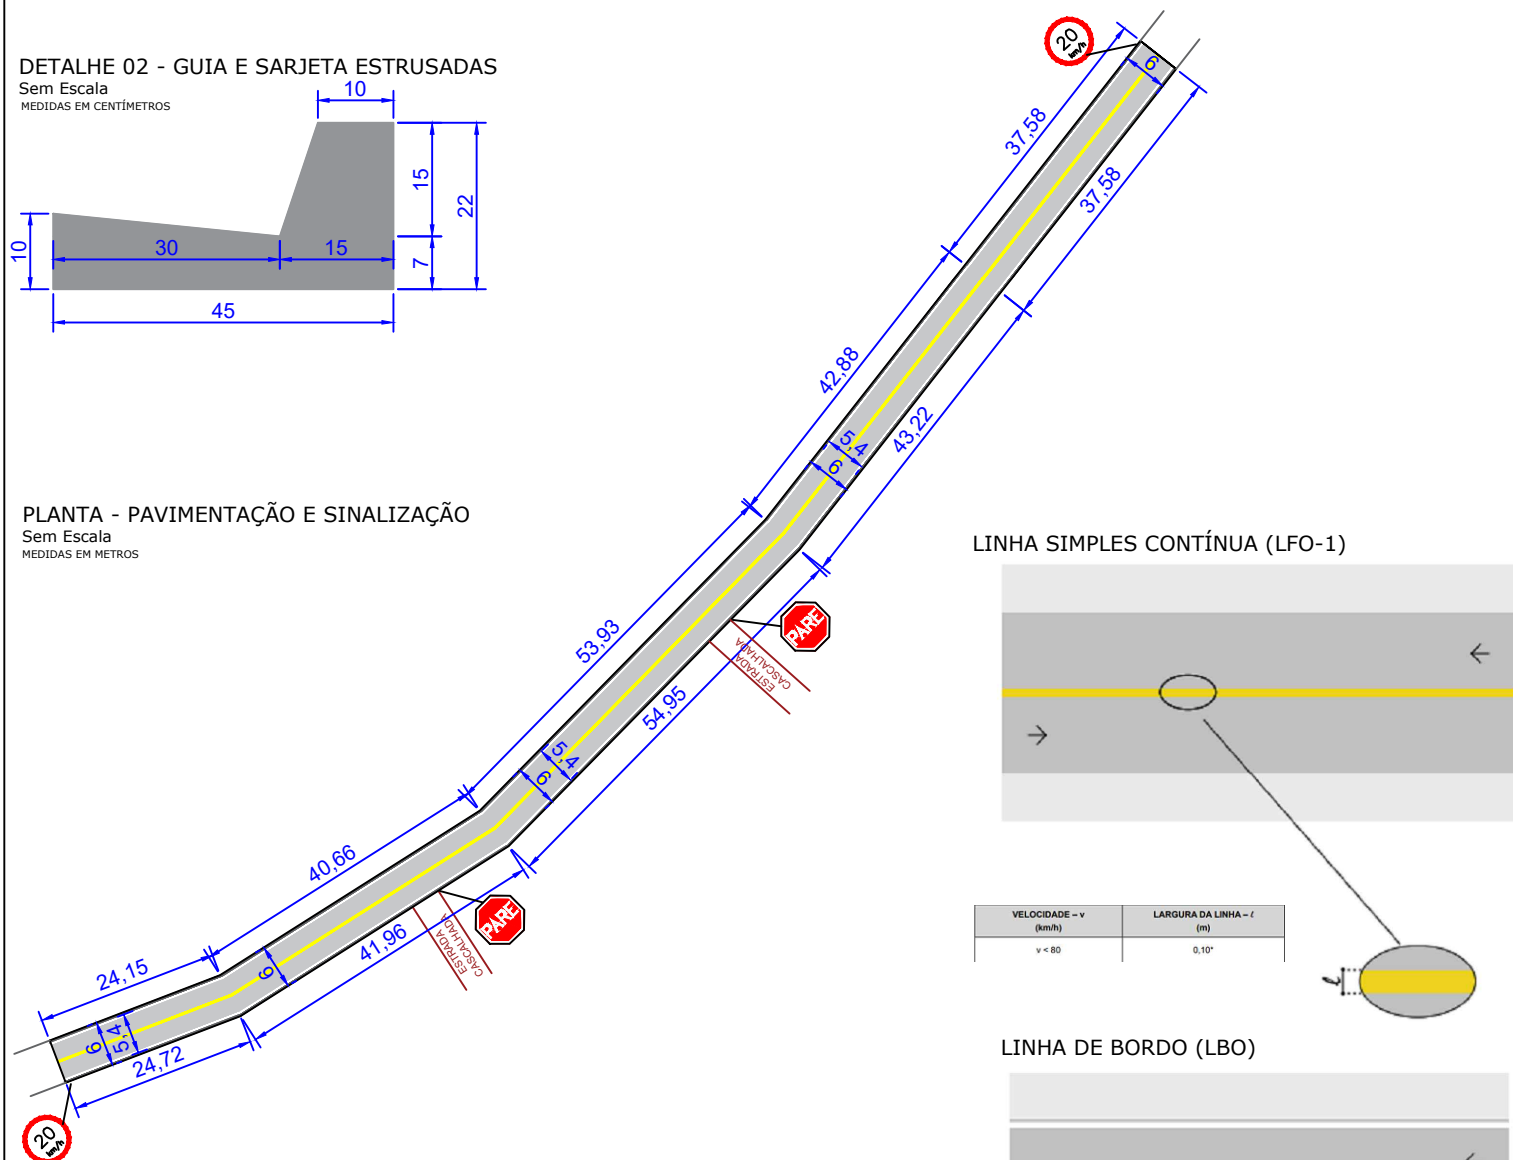 DETALHE 02 - GUIA E SARJETA ESTRUSADAS
Sem Escala
MEDIDAS EM CENTÍMETROS
10
15
22
10
30
15
7
45
20
km/h
6
37,58
37,58
42,88
43,22
5,4
6
PLANTA - PAVIMENTAÇÃO E SINALIZAÇÃO
Sem Escala
MEDIDAS EM METROS
53,93
PARE
ESTRADA
CASCALHADA
54,95
5,4
6
40,66
PARE
ESTRADA
CASCALHADA
41,96
6
24,15
6
5,4
24,72
20
km/h
LINHA SIMPLES CONTÍNUA (LFO-1)
VELOCIDADE – v
(km/h)
LARGURA DA LINHA – ℓ
(m)
v < 80
0,10*
ℓ
LINHA DE BORDO (LBO)